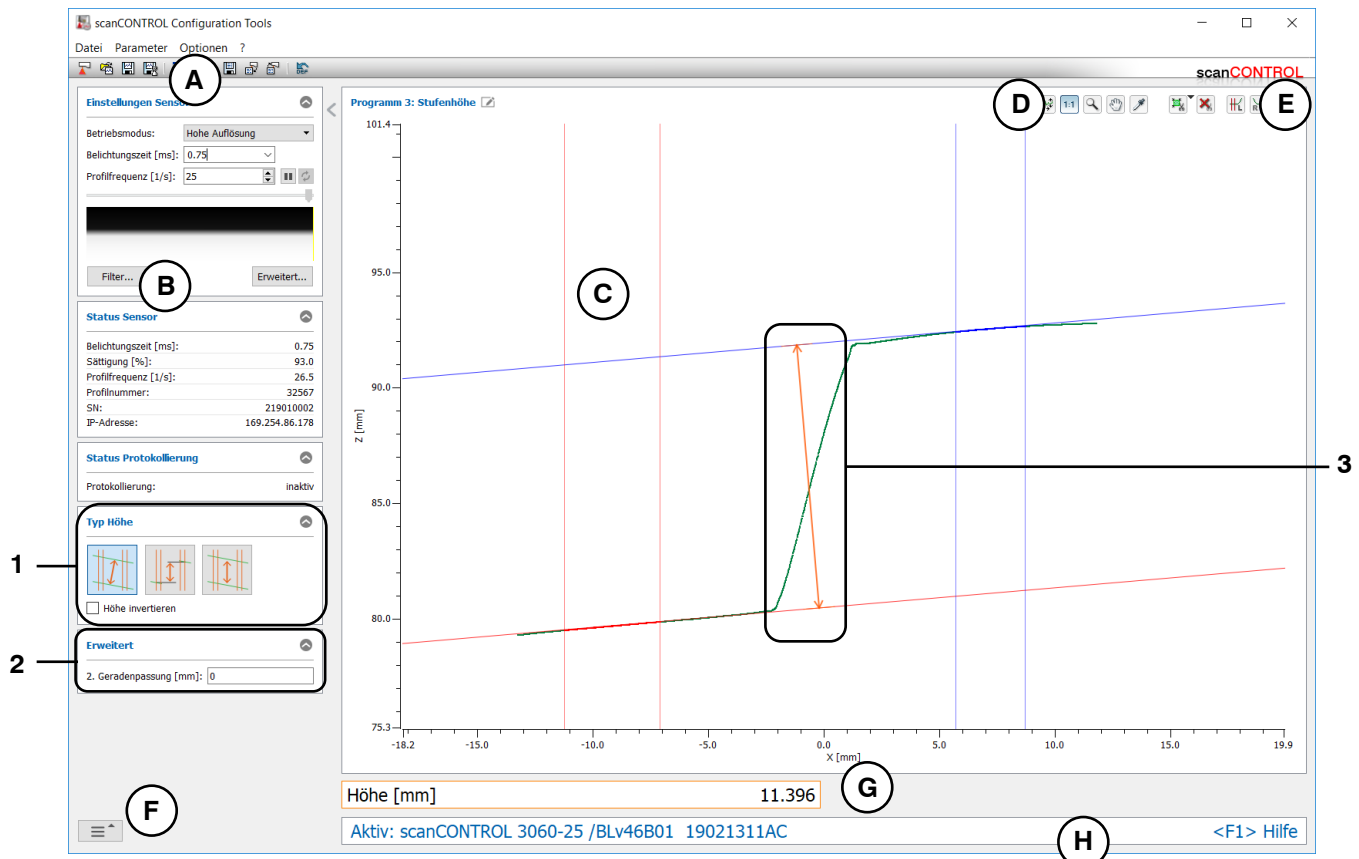 scanCONTROL Configuration Tools
Datei Parameter Optionen ?
A
scanCONTROL
Einstellungen Sensor
Betriebsmodus: Hohe Auflösung
Belichtungszeit [ms]: 0.75
Profilfrequenz [1/s]: 25
Filter...
Erweitert...
B
Status Sensor
Belichtungszeit [ms]: 0.75
Sättigung [%]: 93.0
Profilfrequenz [1/s]: 26.5
Profilnummer: 32567
SN: 219010002
IP-Adresse: 169.254.86.178
Status Protokollierung
Protokollierung: inaktiv
1
Typ Höhe
Höhe invertieren
2
Erweitert
2. Geradenpassung [mm]: 0
F
Programm 3: Stufenhöhe
D
1:1
L
R
E
C
3
101.4
95.0
90.0
85.0
80.0
75.3
Z [mm]
-18.2 -15.0 -10.0 -5.0 0.0 5.0 10.0 15.0 19.9
X [mm]
Höhe [mm] 11.396
G
Aktiv: scanCONTROL 3060-25 /BLv46B01 19021311AC
H
<F1> Hilfe